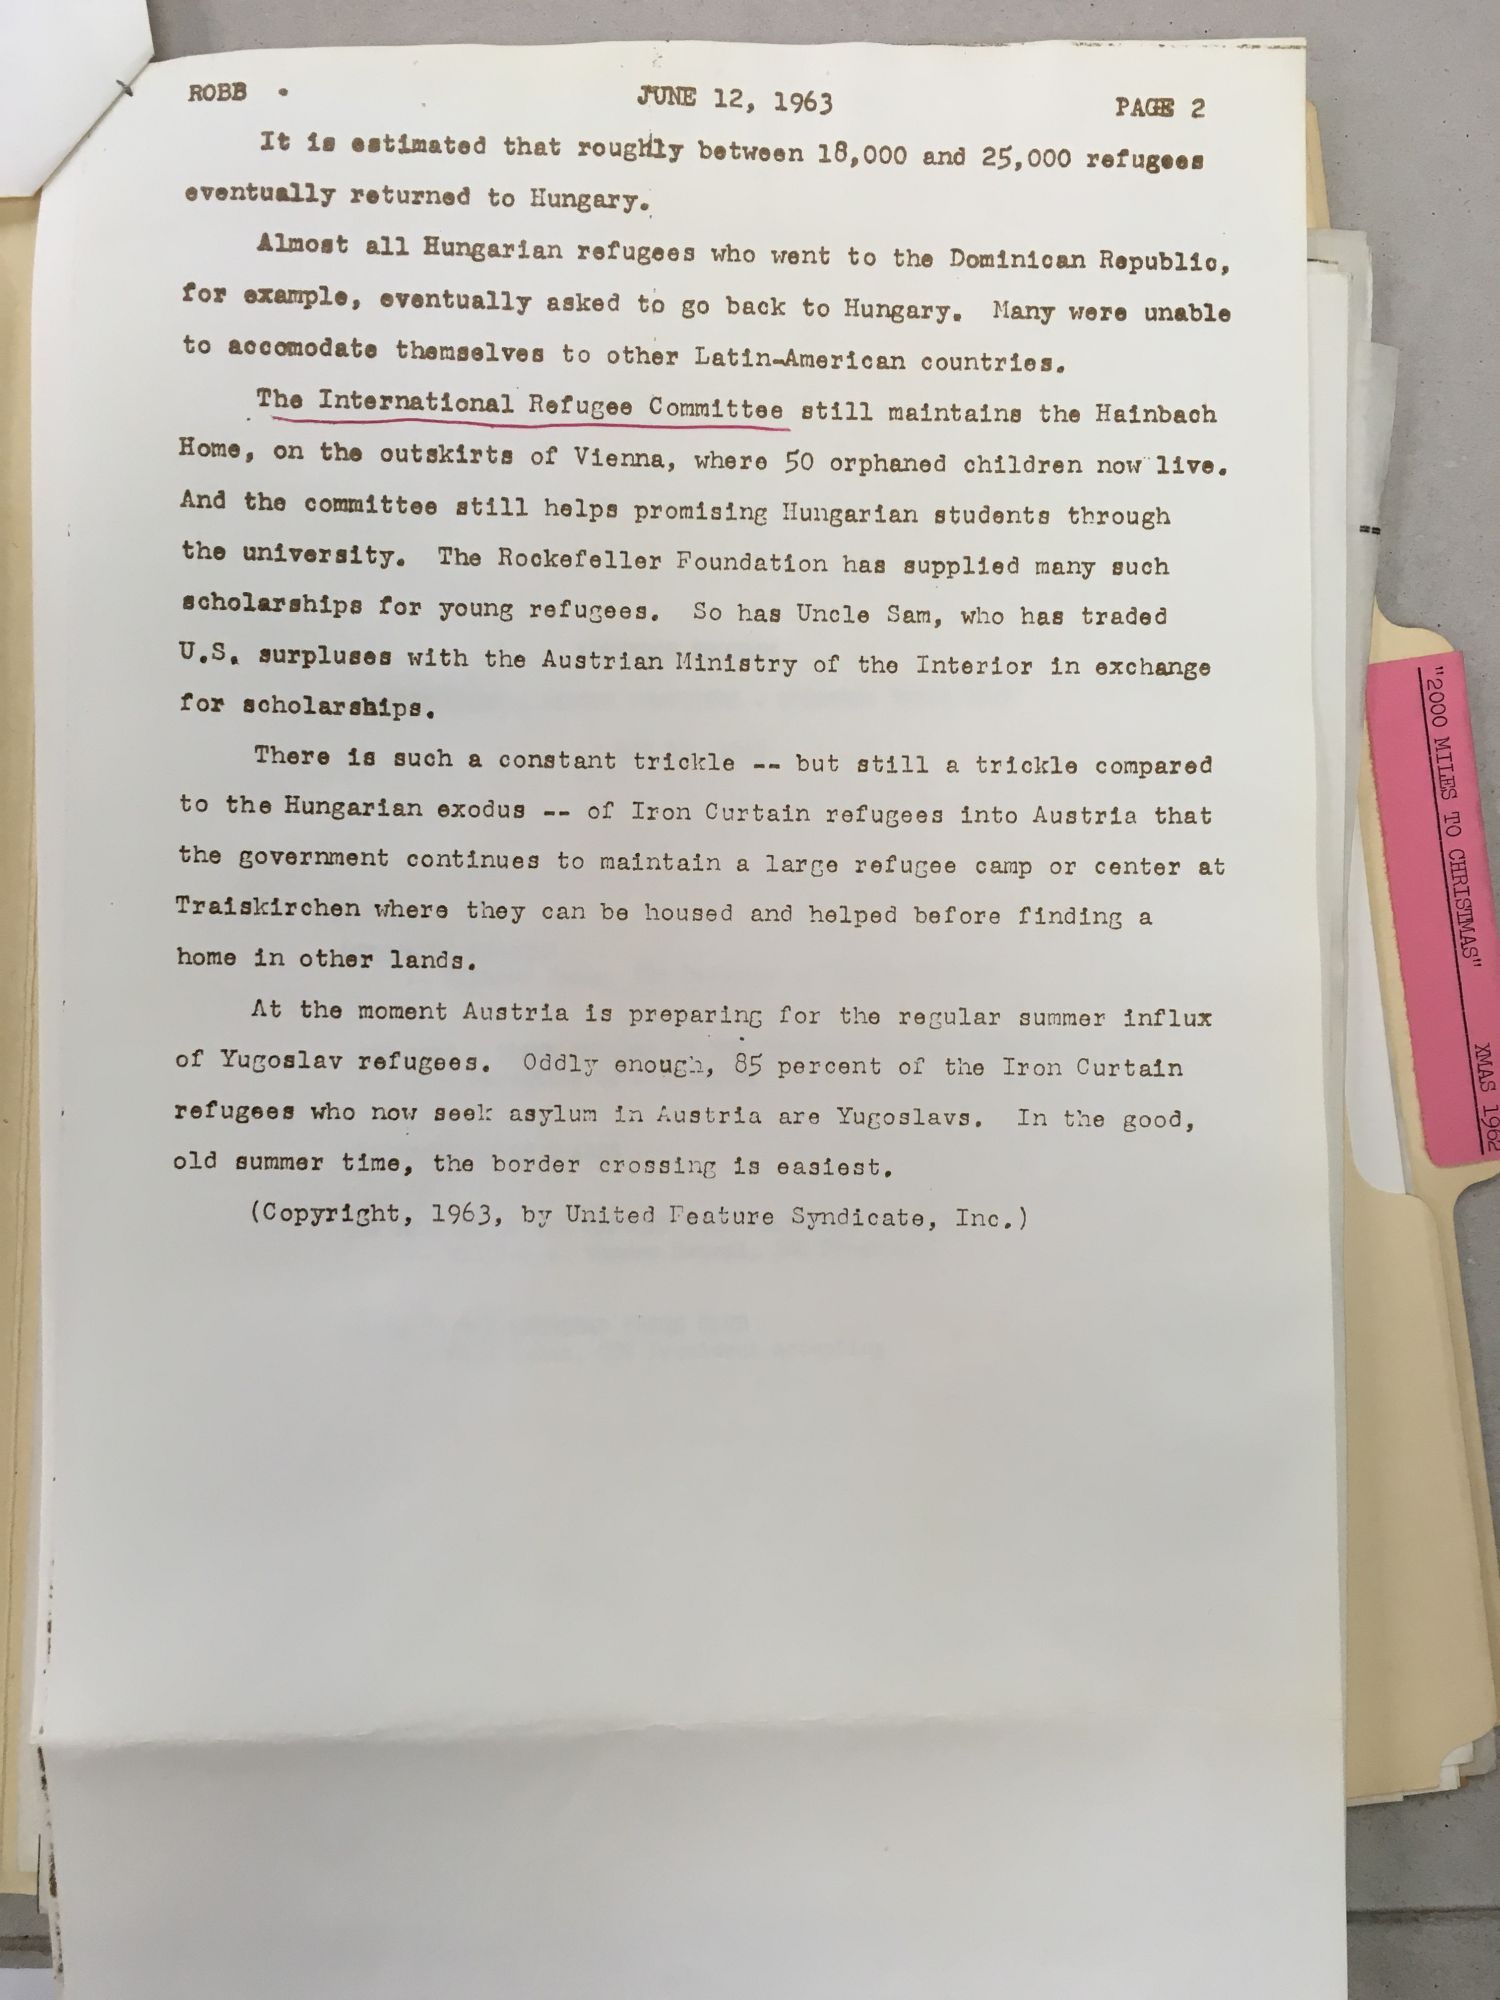 ROBB JUNE 12, 1963 PAGE 2
It is estimated that roughly between 18,000 and 25,000 refugees
eventually returned to Hungary.
Almost all Hungarian refugees who went to the Dominican Republic,
for example, eventually asked to go back to Hungary. Many were unable
to accomodate themselves to other Latin-American countries.
The International Refugee Committee still maintains the Hainbach
Home, on the outskirts of Vienna, where 50 orphaned children now live.
And the committee still helps promising Hungarian students through
the university. The Rockefeller Foundation has supplied many such
scholarships for young refugees. So has Uncle Sam, who has traded
U.S. surpluses with the Austrian Ministry of the Interior in exchange
for scholarships.
There is such a constant trickle -- but still a trickle compared
to the Hungarian exodus -- of Iron Curtain refugees into Austria that
the government continues to maintain a large refugee camp or center at
Traiskirchen where they can be housed and helped before finding a
home in other lands.
At the moment Austria is preparing for the regular summer influx
of Yugoslav refugees. Oddly enough, 85 percent of the Iron Curtain
refugees who now seek asylum in Austria are Yugoslavs. In the good,
old summer time, the border crossing is easiest.
(Copyright, 1963, by United Feature Syndicate, Inc.)
"2000 MILES TO CHRISTMAS" XMAS 1962